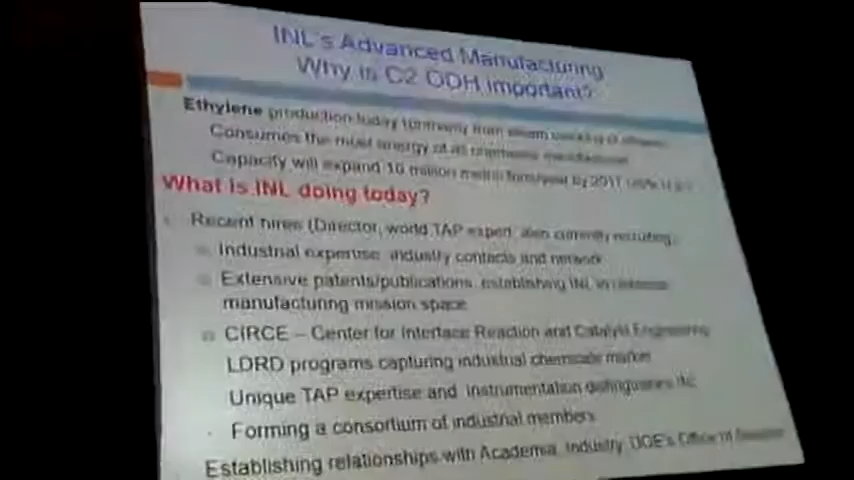 INL's Advanced Manufacturing
Why is C2 ODH important?
Ethylene production today (primarily from steam cracking of ethane)
Consumes the most energy of all chemicals manufactured
Capacity will expand 10 million metric tons/year by 2017
What is INL doing today?
Recent hires (Director, world TAP expert, also currently recruiting)
Industrial expertise, industry contacts and network
Extensive patents/publications, establishing INL in
manufacturing mission space
CIRCE – Center for Interface Reaction and Catalyst Engineering
LDRD programs capturing industrial chemicals market
Unique TAP expertise and instrumentation distinguishes INL
Forming a consortium of industrial members
Establishing relationships with Academia, Industry, DOE's Office of